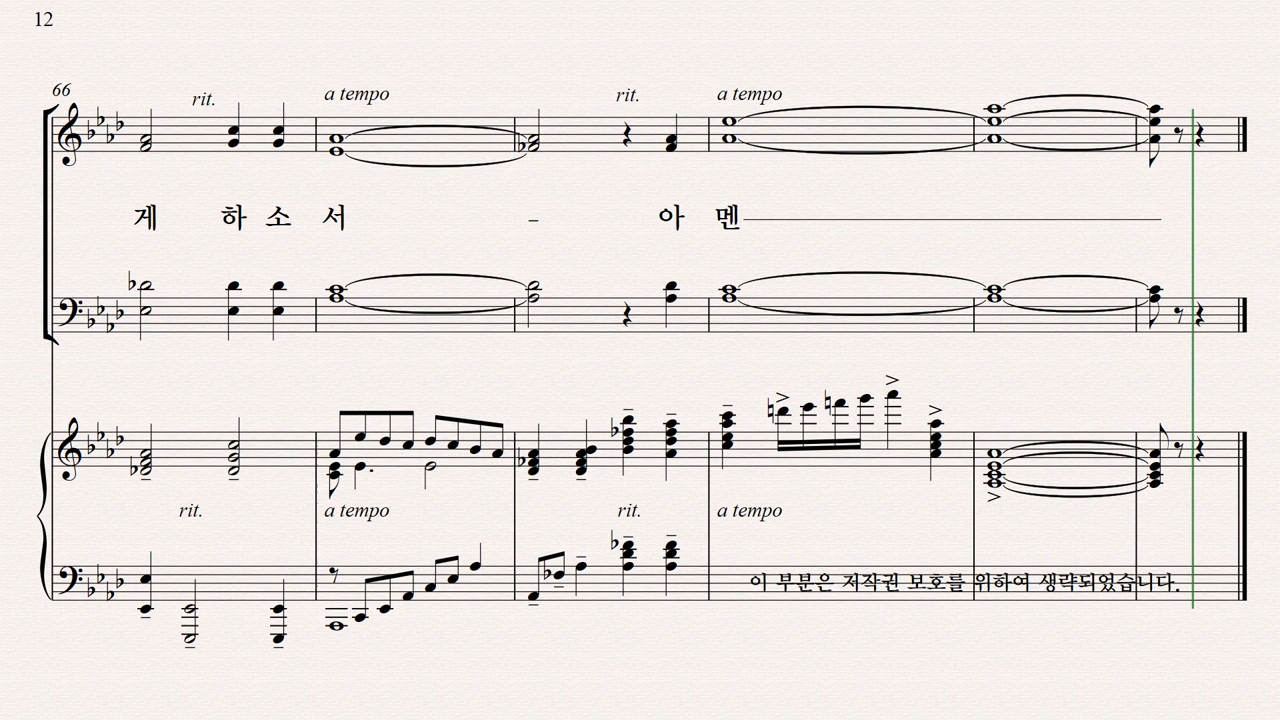 12
66
rit. a tempo rit. a tempo
게 하 소 서 - 아 멘
rit. a tempo rit. a tempo
이 부분은 저작권 보호를 위하여 생략되었습니다.